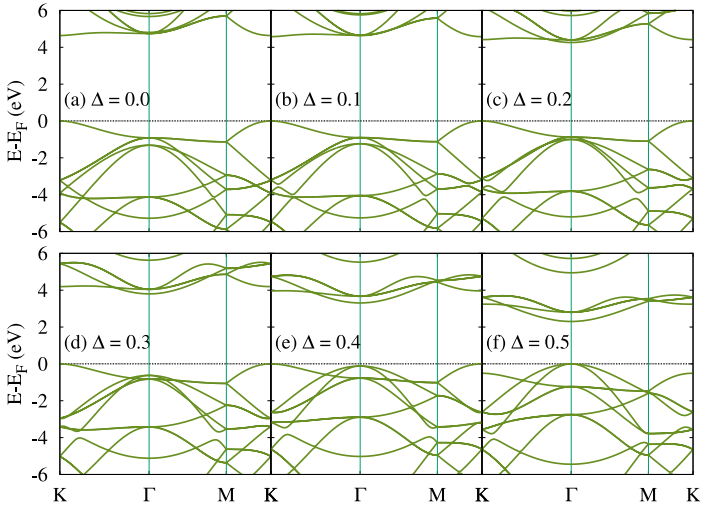 6
4
2
0
-2
-4
-6
E-E_F (eV)
(a) Δ = 0.0
(b) Δ = 0.1
(c) Δ = 0.2
6
4
2
0
-2
-4
-6
E-E_F (eV)
(d) Δ = 0.3
(e) Δ = 0.4
(f) Δ = 0.5
K Γ M K Γ M K Γ M K